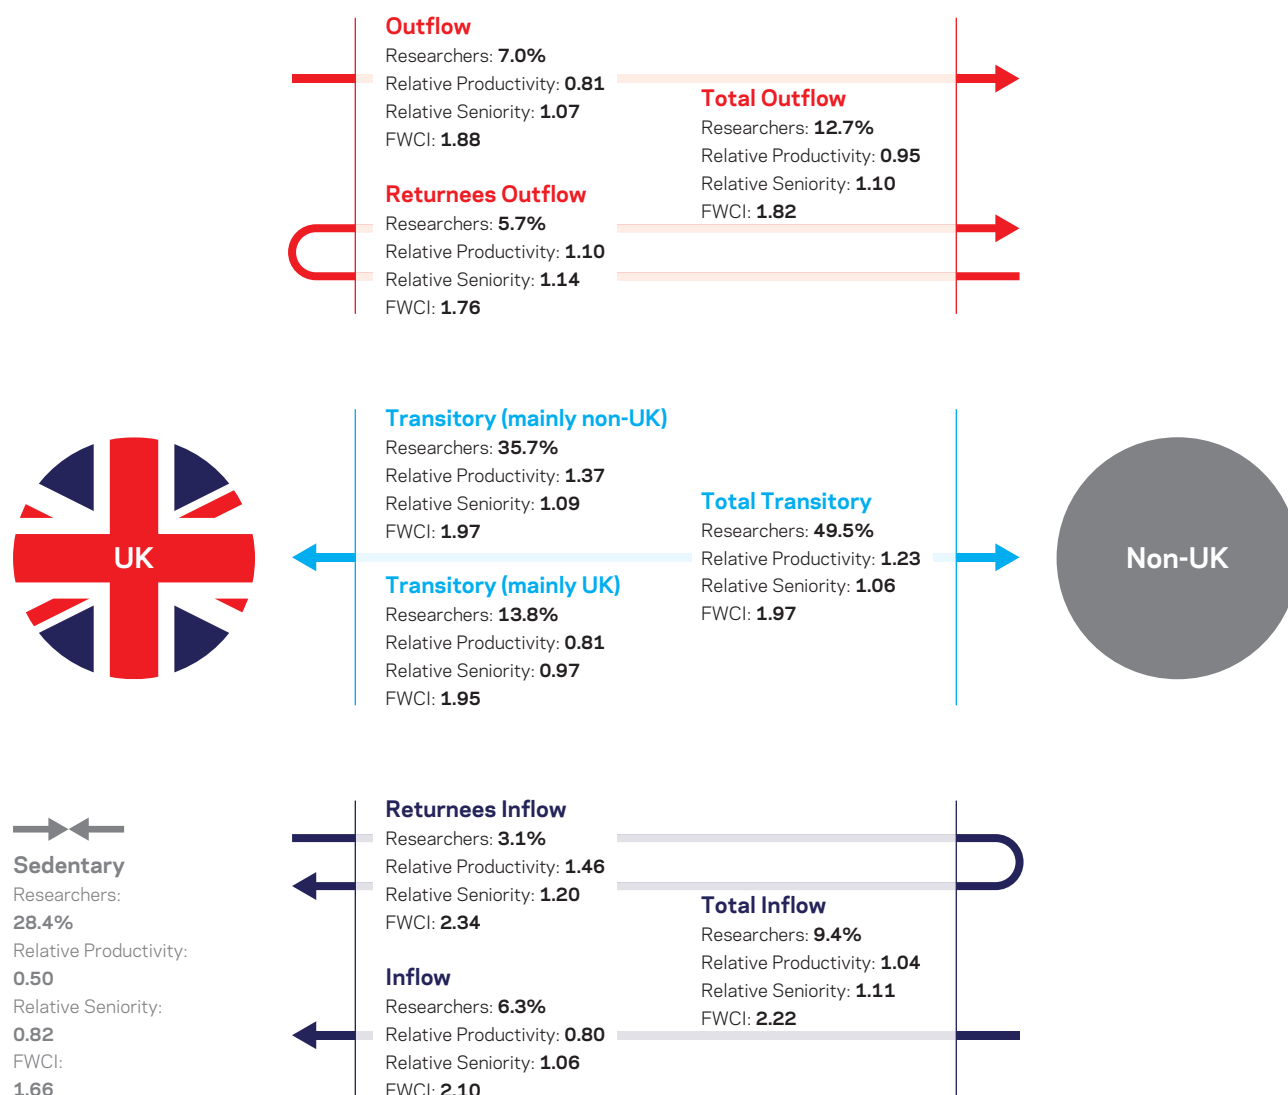 Outflow
Researchers: 7.0%
Relative Productivity: 0.81
Relative Seniority: 1.07
FWCI: 1.88
Total Outflow
Researchers: 12.7%
Relative Productivity: 0.95
Relative Seniority: 1.10
FWCI: 1.82
Returnees Outflow
Researchers: 5.7%
Relative Productivity: 1.10
Relative Seniority: 1.14
FWCI: 1.76
UK
Transitory (mainly non-UK)
Researchers: 35.7%
Relative Productivity: 1.37
Relative Seniority: 1.09
FWCI: 1.97
Transitory (mainly UK)
Researchers: 13.8%
Relative Productivity: 0.81
Relative Seniority: 0.97
FWCI: 1.95
Total Transitory
Researchers: 49.5%
Relative Productivity: 1.23
Relative Seniority: 1.06
FWCI: 1.97
Non-UK
Sedentary
Researchers:
28.4%
Relative Productivity:
0.50
Relative Seniority:
0.82
FWCI:
1.66
Returnees Inflow
Researchers: 3.1%
Relative Productivity: 1.46
Relative Seniority: 1.20
FWCI: 2.34
Inflow
Researchers: 6.3%
Relative Productivity: 0.80
Relative Seniority: 1.06
FWCI: 2.10
Total Inflow
Researchers: 9.4%
Relative Productivity: 1.04
Relative Seniority: 1.11
FWCI: 2.22